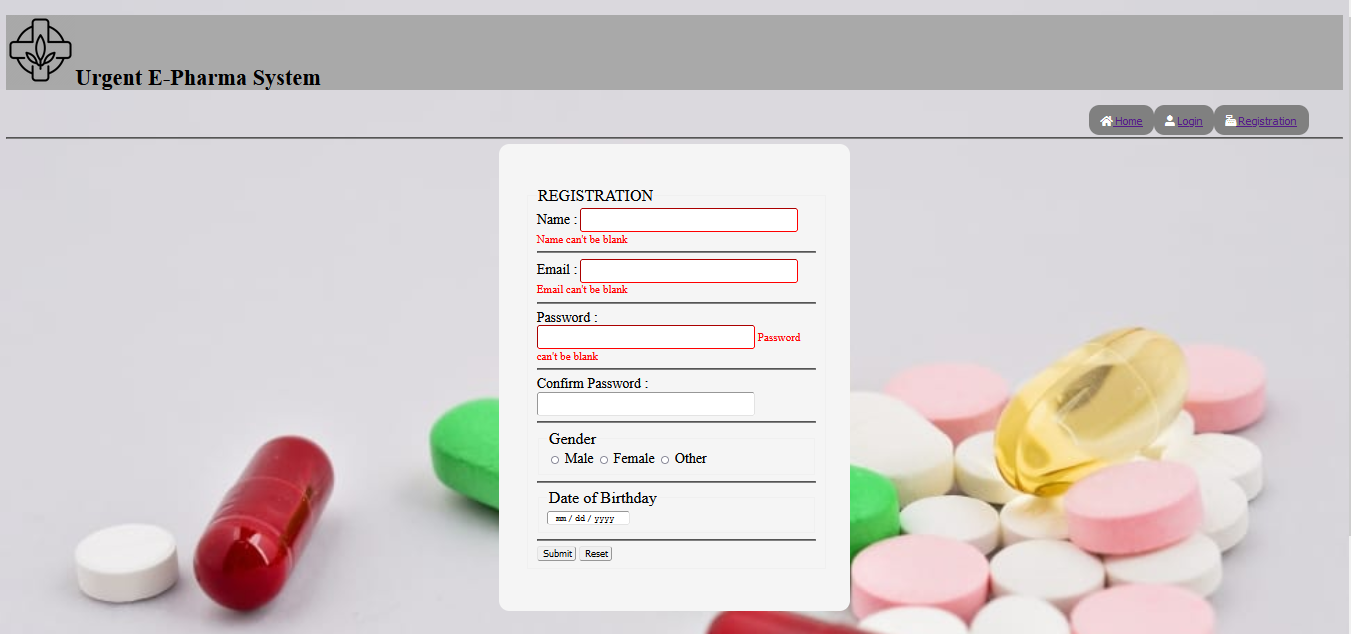 Urgent E-Pharma System
Home Login Registration
REGISTRATION
Name :
Name can't be blank
Email :
Email can't be blank
Password :
Password
can't be blank
Confirm Password :
Gender
Male Female Other
Date of Birthday
mm / dd / yyyy
Submit Reset